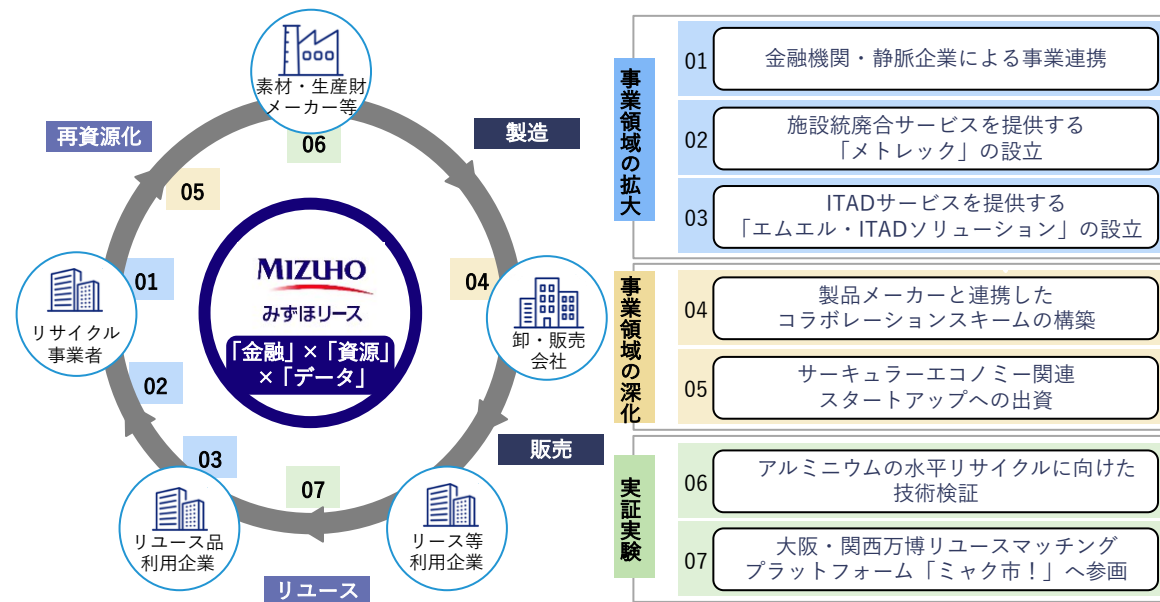 素材・生産財
メーカー等
再資源化
製造
06
05
MIZUHO
みずほリース
「金融」×「資源」
×「データ」
01
04
リサイクル
事業者
卸・販売
会社
02
03
07
販売
リユース品
利用企業
リース等
利用企業
リユース
事業領域の拡大
01
金融機関・静脈企業による事業連携
02
施設統廃合サービスを提供する
「メトレック」の設立
03
ITADサービスを提供する
「エムエル・ITADソリューション」の設立
事業領域の深化
04
製品メーカーと連携した
コラボレーションスキームの構築
05
サーキュラーエコノミー関連
スタートアップへの出資
実証実験
06
アルミニウムの水平リサイクルに向けた
技術検証
07
大阪・関西万博リユースマッチング
プラットフォーム「ミャク市！」へ参画